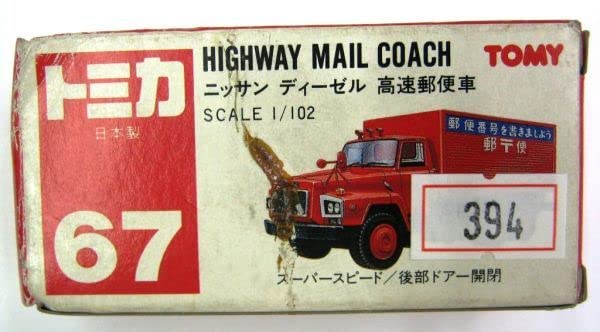 HIGHWAY MAIL COACH
TOMY
トミカ
日本製
67
ニッサン ディーゼル 高速郵便車
SCALE 1/102
郵便番号を書きましょう
郵〒便
394
スーパースピード/後部ドアー開閉